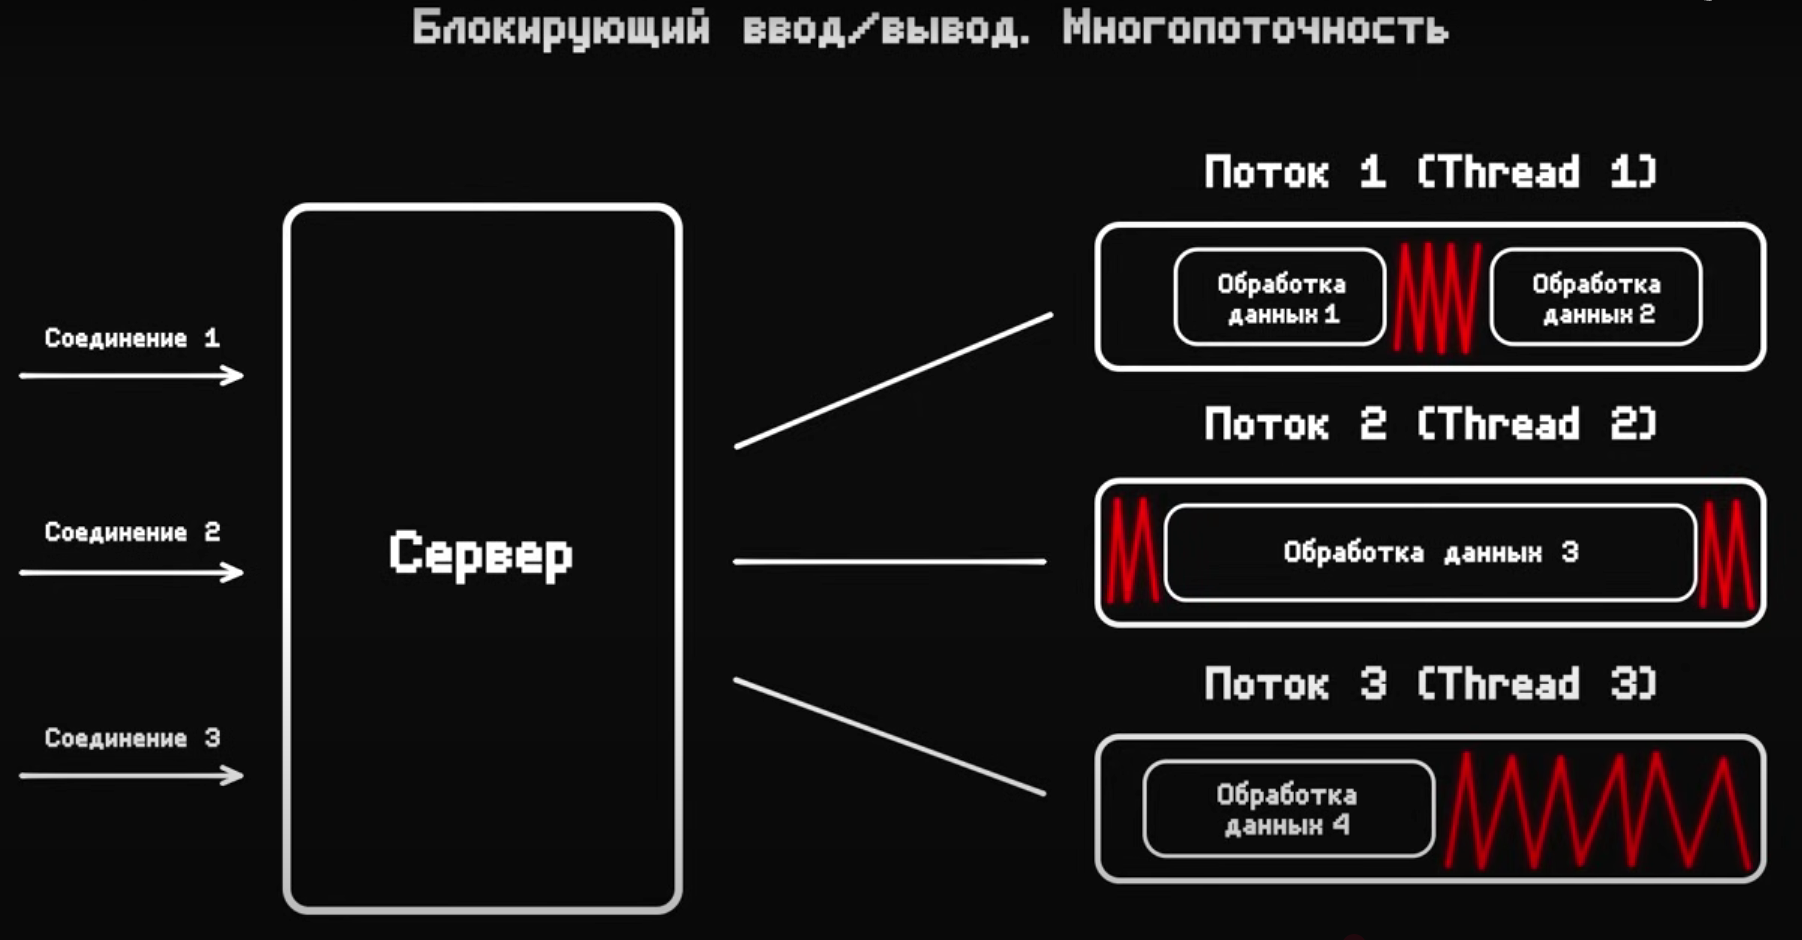 Блокирующий ввод/вывод. Многопоточность
Соединение 1
Соединение 2
Соединение 3
Сервер
Поток 1 (Thread 1)
Обработка
данных 1
Обработка
данных 2
Поток 2 (Thread 2)
Обработка данных 3
Поток 3 (Thread 3)
Обработка
данных 4